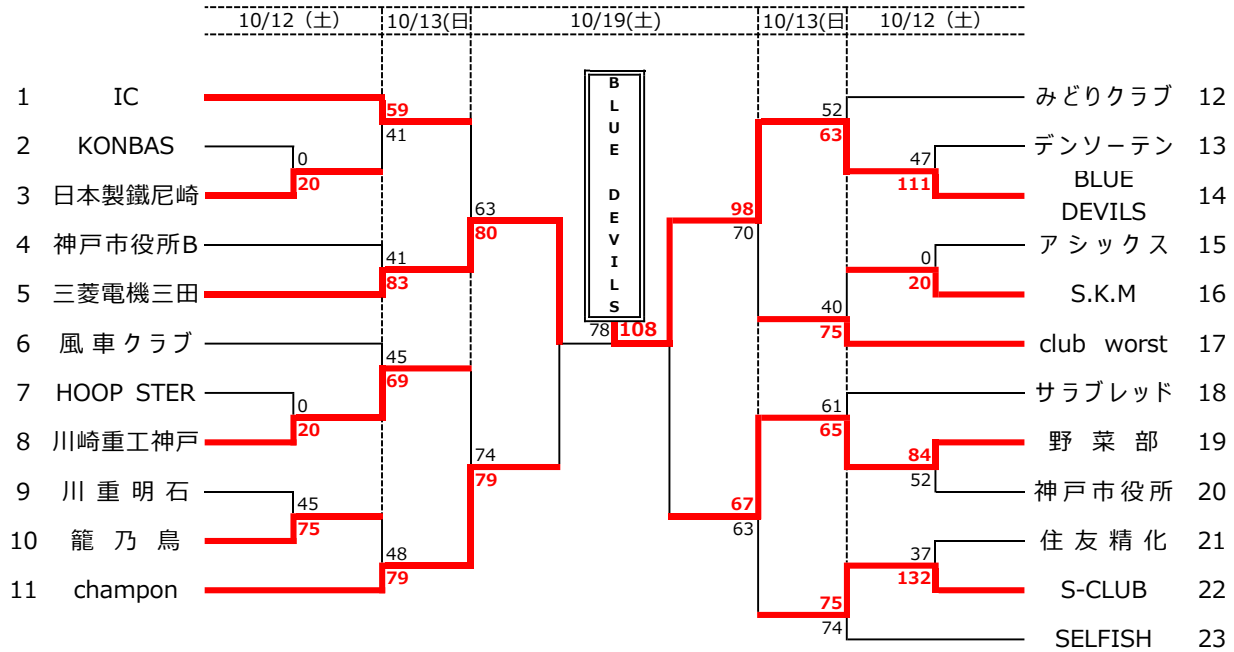 10/12（土） 10/13(日 10/19(土) 10/13(日 10/12（土）
BLUE DEVILS
1 IC 59 52 みどりクラブ 12
41 63
2 KONBAS 0 47 デンソーテン 13
3 日本製鐵尼崎 20 111 BLUE DEVILS 14
63 98
4 神戸市役所B 80 70 アシックス 15
41 0
5 三菱電機三田 83 20 S.K.M 16
40
6 風車クラブ 78 108 75 club worst 17
45
7 HOOP STER 69 サラブレッド 18
0 61
8 川崎重工神戸 20 65 84 野菜部 19
74 52
9 川重明石 79 67 神戸市役所 20
45 63
10 籠乃鳥 75 37 住友精化 21
48 132
11 champon 79 75 S-CLUB 22
74
SELFISH 23